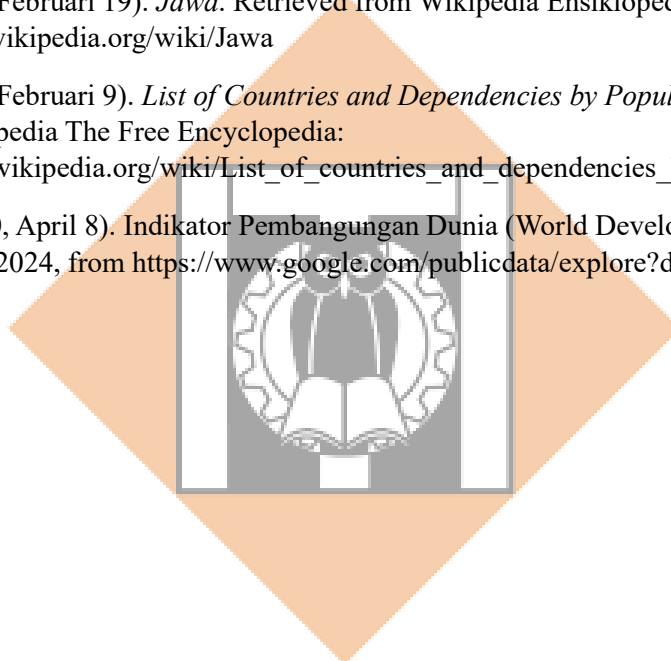 Februari 19). Jawa. Retrieved from Wikipedia Ensikloped
vikipedia.org/wiki/Jawa
Februari 9). List of Countries and Dependencies by Popul
pedia The Free Encyclopedia:
vikipedia.org/wiki/List_of_countries_and_dependencies_
, April 8). Indikator Pembangungan Dunia (World Develo
2024, from https://www.google.com/publicdata/explore?d